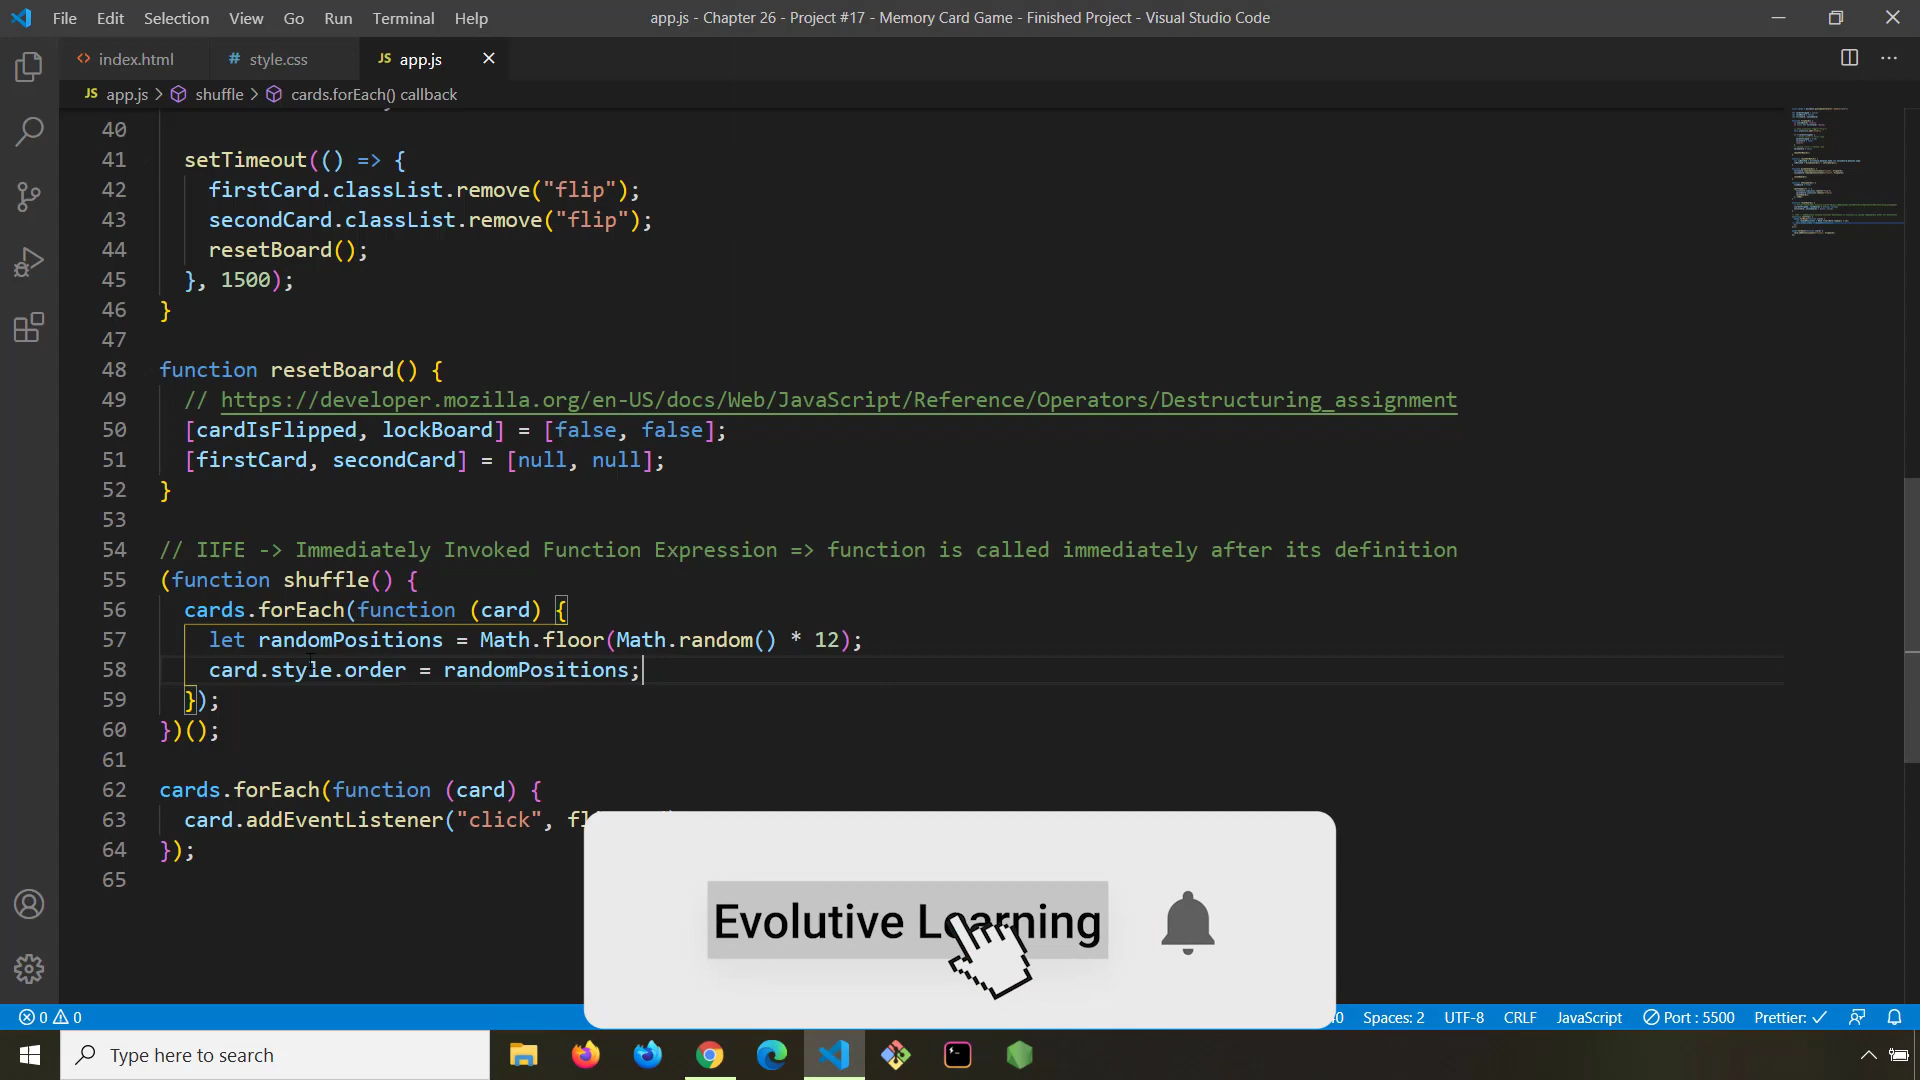 File Edit Selection View Go Run Terminal Help
app.js - Chapter 26 - Project #17 - Memory Card Game - Finished Project - Visual Studio Code
index.html
style.css
JS app.js
JS app.js > shuffle > cards.forEach() callback
40
41 setTimeout(() => {
42 firstCard.classList.remove("flip");
43 secondCard.classList.remove("flip");
44 resetBoard();
45 }, 1500);
46 }
47
48 function resetBoard() {
49 // https://developer.mozilla.org/en-US/docs/Web/JavaScript/Reference/Operators/Destructuring_assignment
50 [cardIsFlipped, lockBoard] = [false, false];
51 [firstCard, secondCard] = [null, null];
52 }
53
54 // IIFE -> Immediately Invoked Function Expression => function is called immediately after its definition
55 (function shuffle() {
56 cards.forEach(function (card) {
57 let randomPositions = Math.floor(Math.random() * 12);
58 card.style.order = randomPositions;
59 });
60 })();
61
62 cards.forEach(function (card) {
63 card.addEventListener("click",
64 });
65
Evolutive Learning
0 0
Spaces: 2 UTF-8 CRLF JavaScript Port : 5500 Prettier:
Type here to search